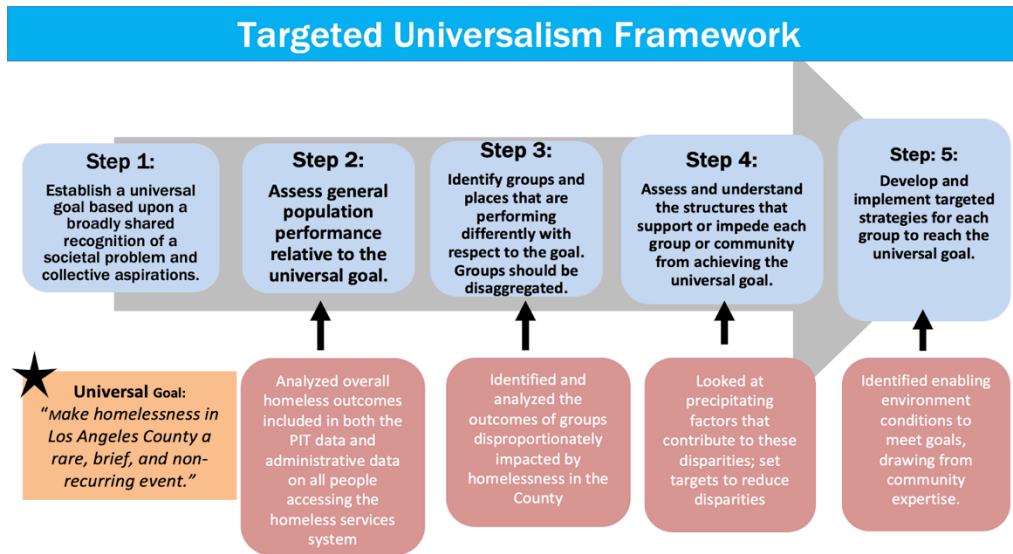 Targeted Universalism Framework
Step 1:
Establish a universal
goal based upon a
broadly shared
recognition of a
societal problem and
collective aspirations.
Step 2:
Assess general
population
performance
relative to the
universal goal.
Step 3:
Identify groups and
places that are
performing
differently with
respect to the goal.
Groups should be
disaggregated.
Step 4:
Assess and understand
the structures that
support or impede each
group or community
from achieving the
universal goal.
Step: 5:
Develop and
implement targeted
strategies for each
group to reach the
universal goal.
Universal Goal:
“Make homelessness in
Los Angeles County a
rare, brief, and non-
recurring event.”
Analyzed overall
homeless outcomes
included in both the
PIT data and
administrative data
on all people
accessing the
homeless services
system
Identified and
analyzed the
outcomes of groups
disproportionately
impacted by
homelessness in the
County
Looked at
precipitating
factors that
contribute to these
disparities; set
targets to reduce
disparities
Identified enabling
environment
conditions to
meet goals,
drawing from
community
expertise.